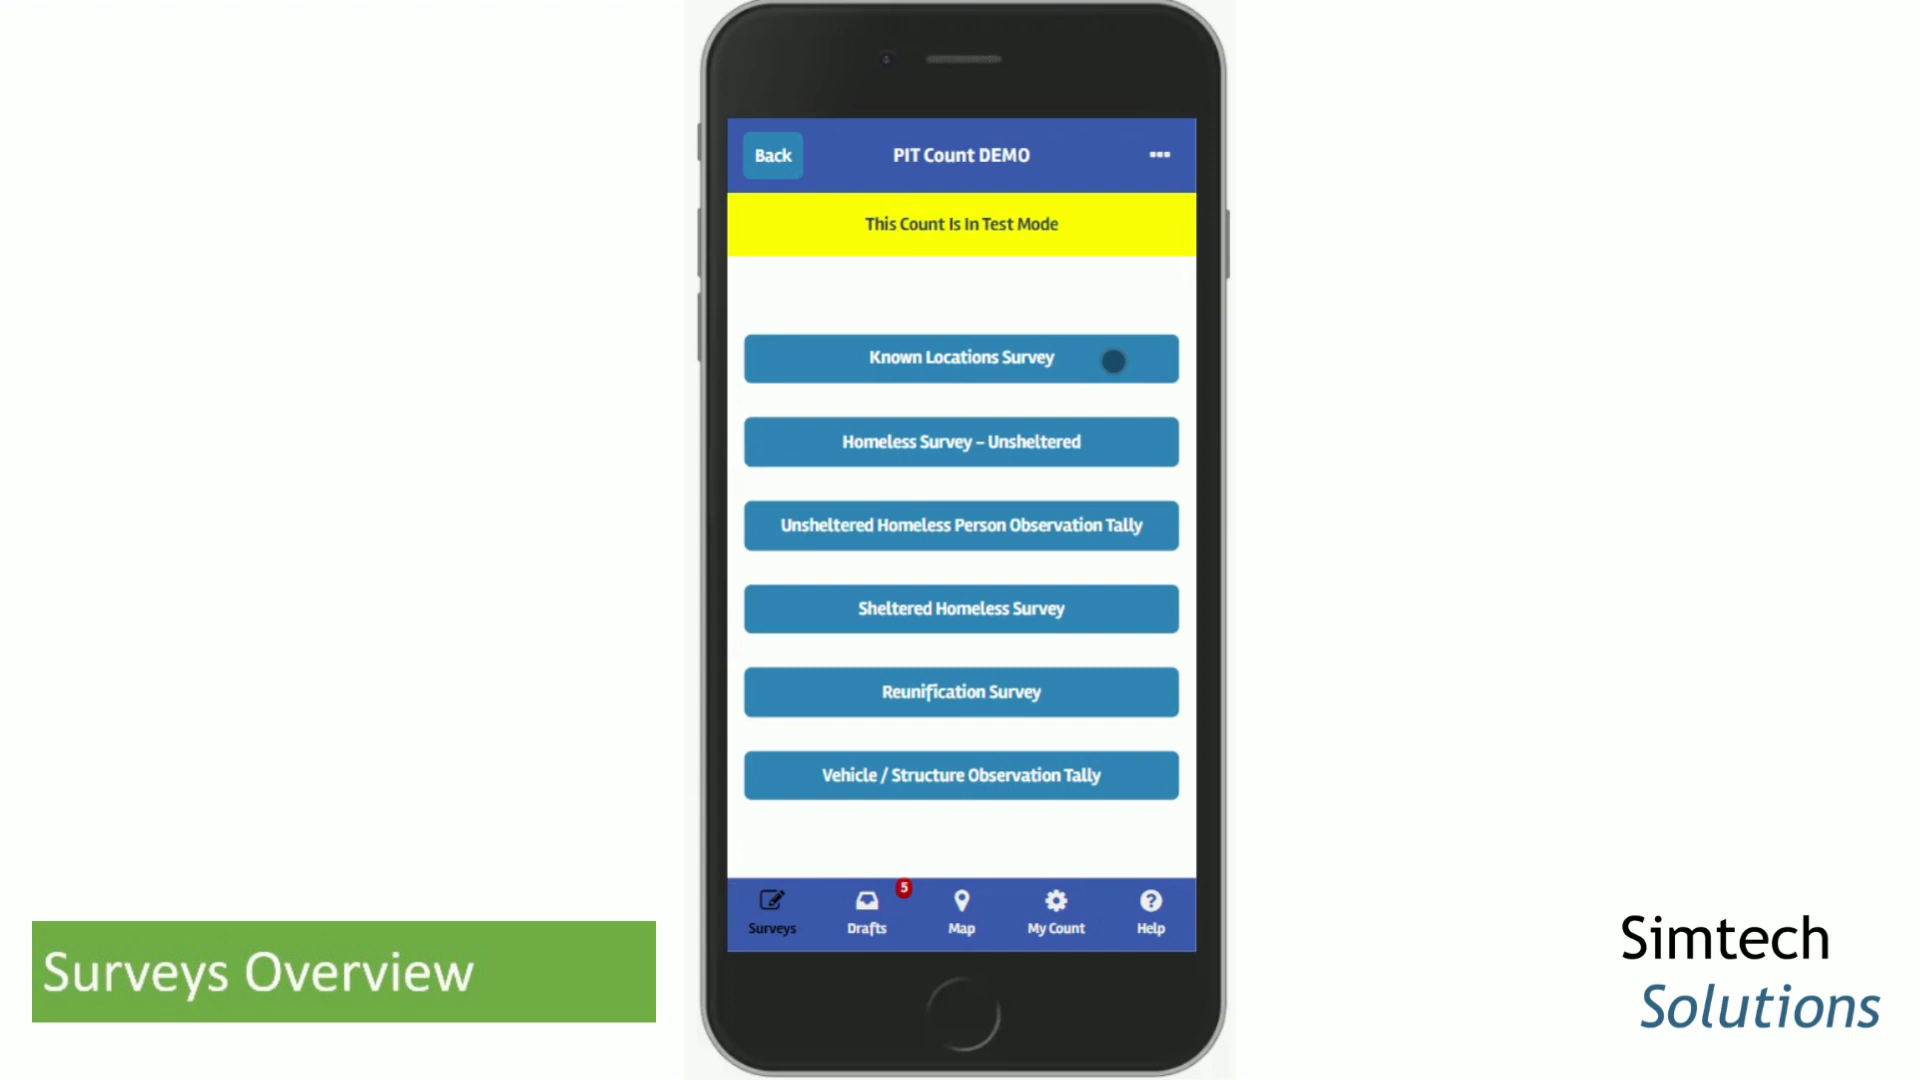 Back
PIT Count DEMO
This Count Is In Test Mode
Known Locations Survey
Homeless Survey – Unsheltered
Unsheltered Homeless Person Observation Tally
Sheltered Homeless Survey
Reunification Survey
Vehicle / Structure Observation Tally
5
Surveys
Drafts
Map
My Count
Help
Surveys Overview
Simtech
Solutions